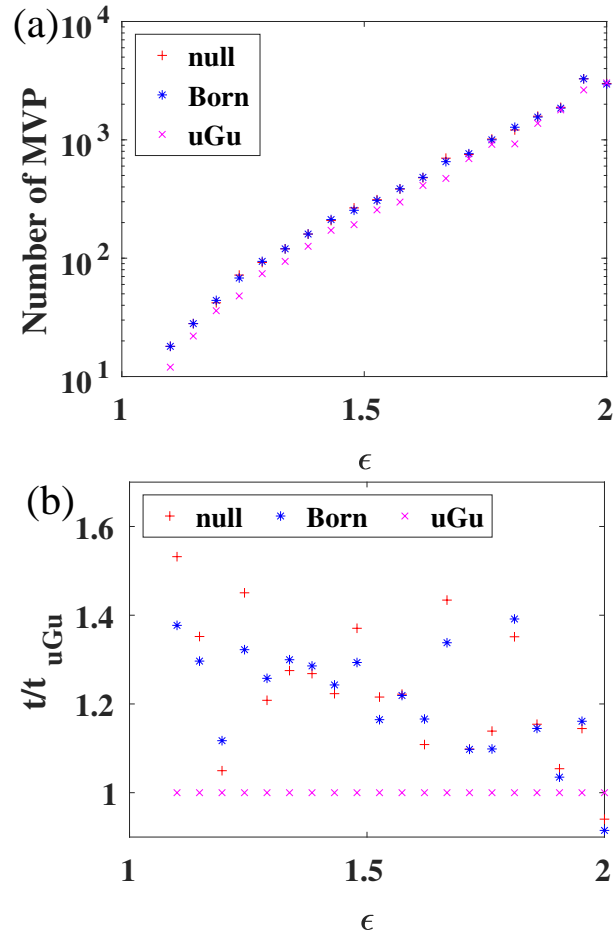 (a)
10^4
null
Born
uGu
10^3
10^2
10^1
Number of MVP
1
1.5
2
ϵ
(b)
null
Born
uGu
1.6
1.4
1.2
1
t/t_uGu
1
1.5
2
ϵ